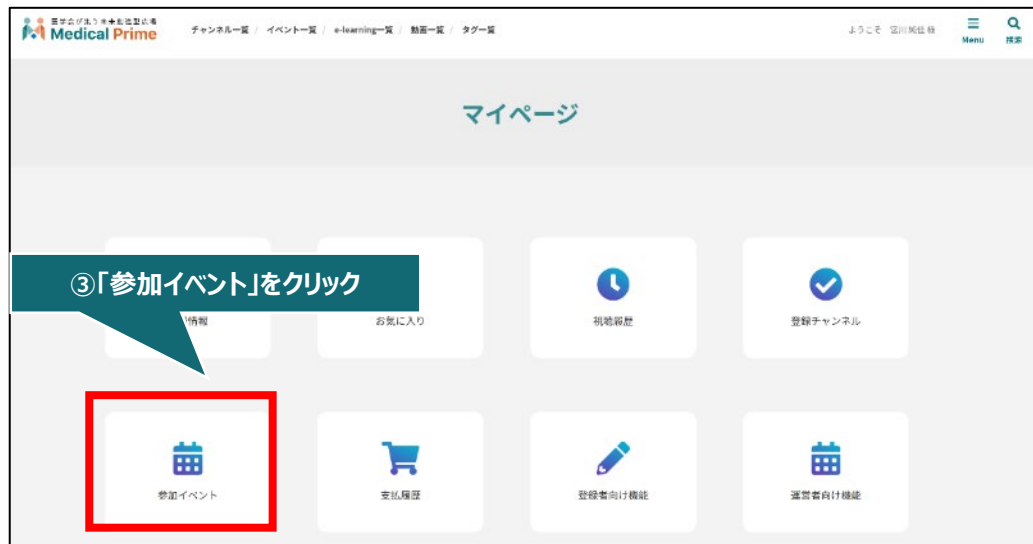 Medical Prime
チャンネル一覧 / イベント一覧 / e-learning一覧 / 動画一覧 / タグ一覧
ようこそ
様
Menu
検索
マイページ
③「参加イベント」をクリック
情報
お気に入り
視聴履歴
登録チャンネル
参加イベント
支払履歴
登録者向け機能
運営者向け機能